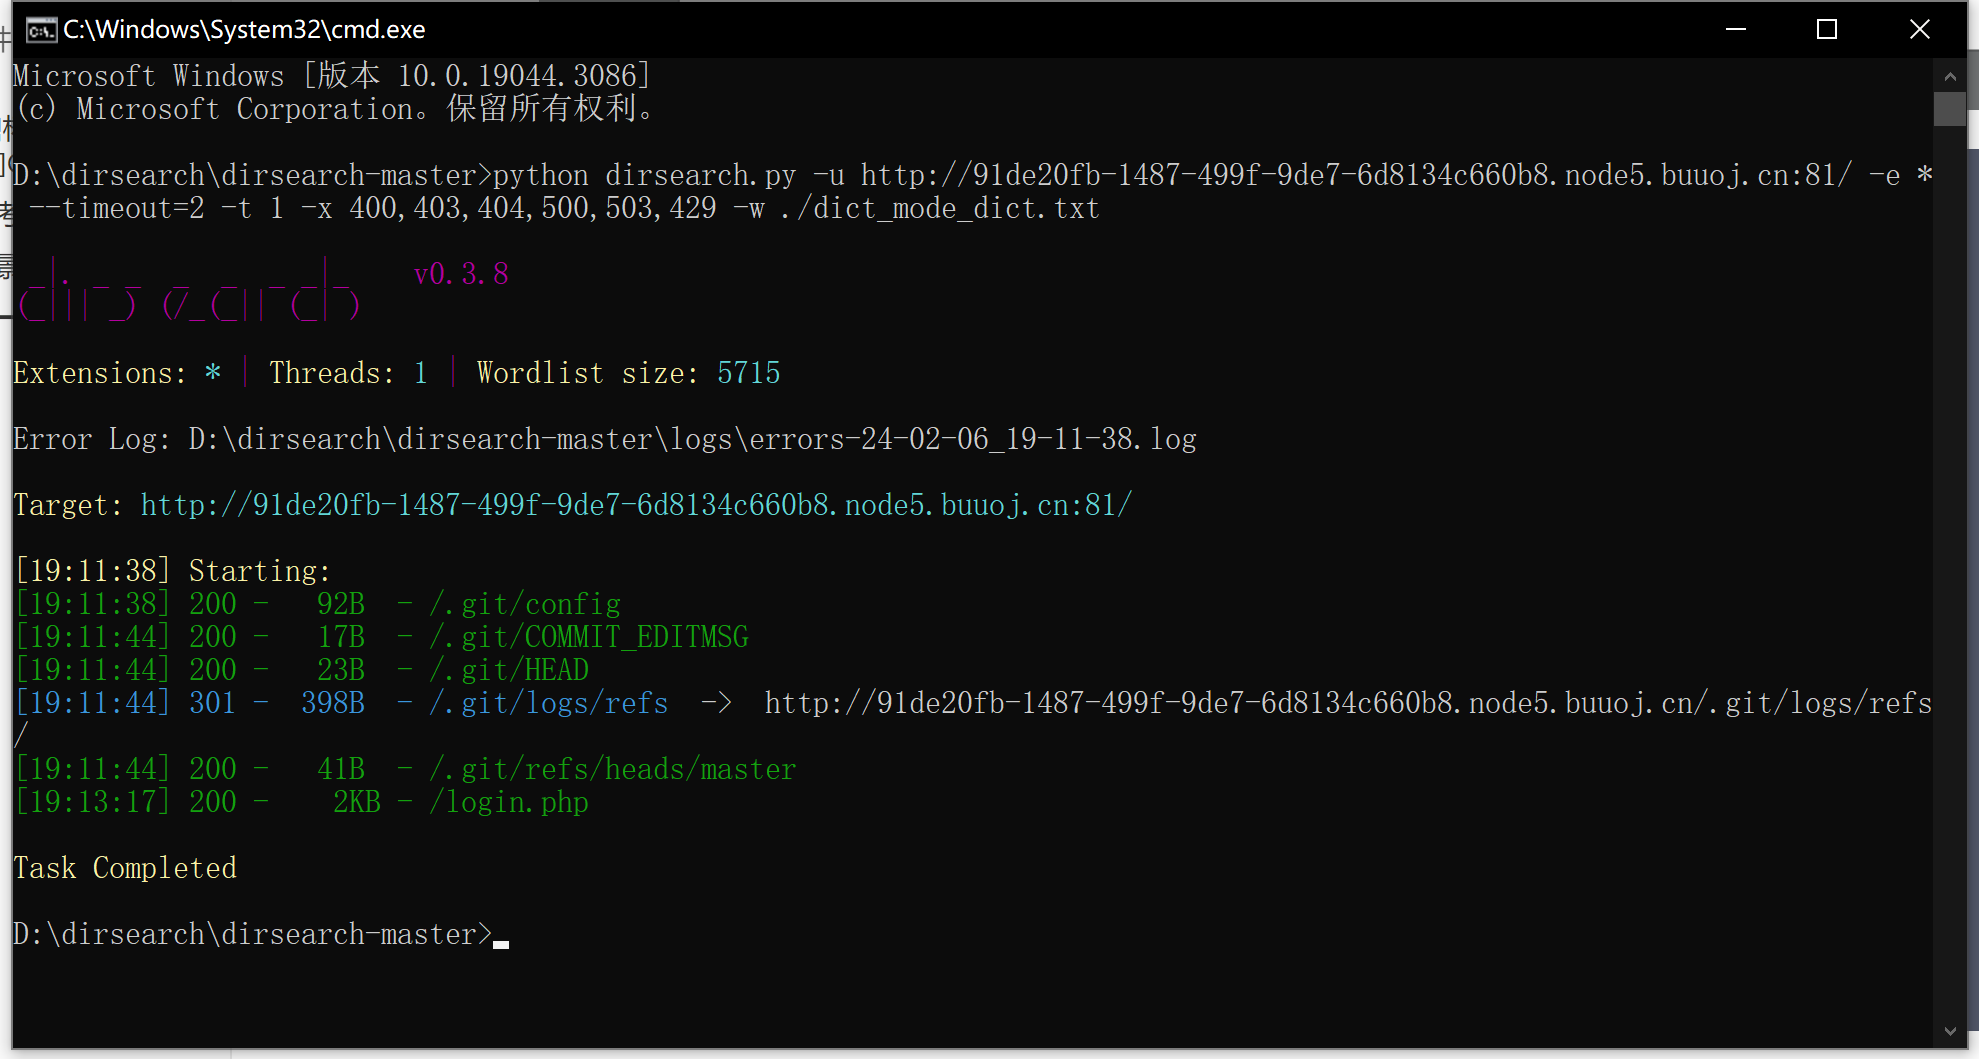 C:\Windows\System32\cmd.exe
Microsoft Windows [版本 10.0.19044.3086]
(c) Microsoft Corporation。保留所有权利。
D:\dirsearch\dirsearch-master>python dirsearch.py -u http://91de20fb-1487-499f-9de7-6d8134c660b8.node5.buuoj.cn:81/ -e *
--timeout=2 -t 1 -x 400,403,404,500,503,429 -w ./dict_mode_dict.txt
_|. _ _  _  _  _ _|_    v0.3.8
(_||| _) (/_(_|| (_| )
Extensions: * | Threads: 1 | Wordlist size: 5715
Error Log: D:\dirsearch\dirsearch-master\logs\errors-24-02-06_19-11-38.log
Target: http://91de20fb-1487-499f-9de7-6d8134c660b8.node5.buuoj.cn:81/
[19:11:38] Starting:
[19:11:38] 200 -   92B  - /.git/config
[19:11:44] 200 -   17B  - /.git/COMMIT_EDITMSG
[19:11:44] 200 -   23B  - /.git/HEAD
[19:11:44] 301 -  398B  - /.git/logs/refs  ->  http://91de20fb-1487-499f-9de7-6d8134c660b8.node5.buuoj.cn/.git/logs/refs
/
[19:11:44] 200 -   41B  - /.git/refs/heads/master
[19:13:17] 200 -    2KB - /login.php
Task Completed
D:\dirsearch\dirsearch-master>